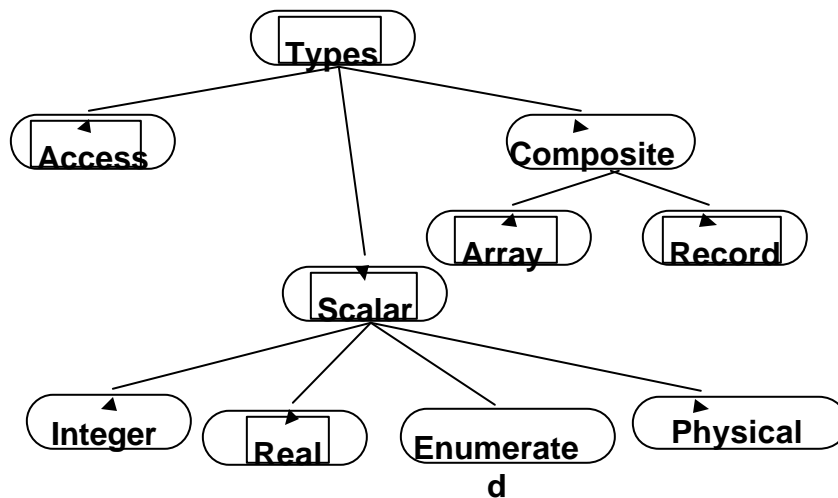 Types
Access
Composite
Array
Record
Scalar
Integer
Real
Enumerate
d
Physical